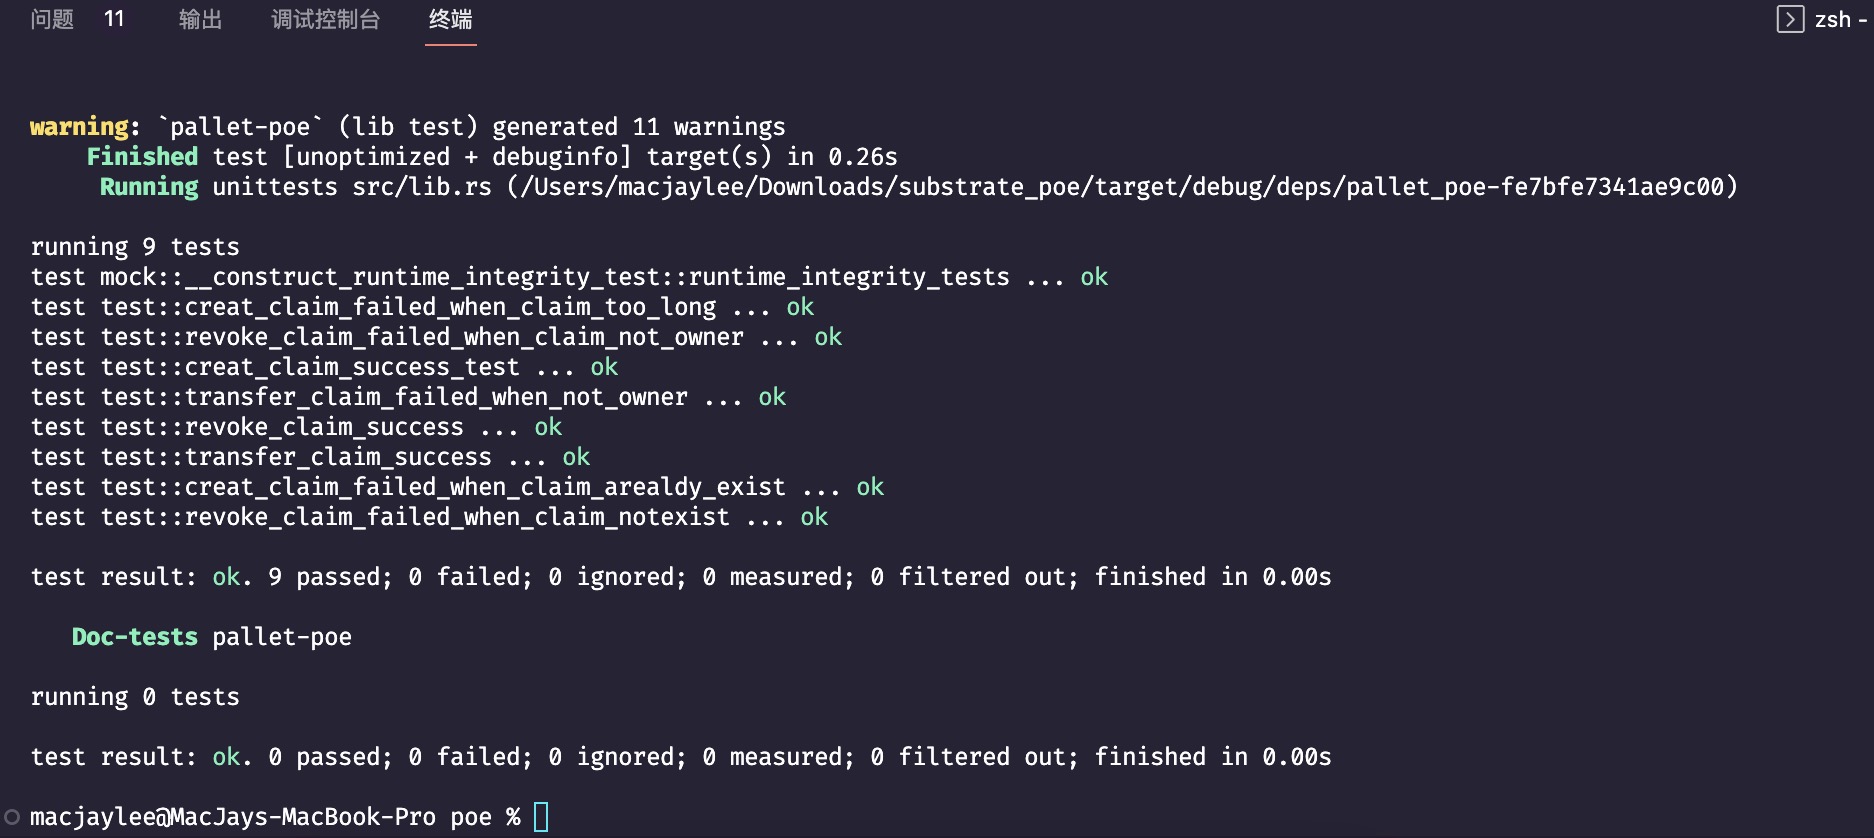 问题 11 输出 调试控制台 终端 zsh -
warning: `pallet-poe` (lib test) generated 11 warnings
Finished test [unoptimized + debuginfo] target(s) in 0.26s
Running unittests src/lib.rs (/Users/macjaylee/Downloads/substrate_poe/target/debug/deps/pallet_poe-fe7bfe7341ae9c00)
running 9 tests
test mock::__construct_runtime_integrity_test::runtime_integrity_tests ... ok
test test::creat_claim_failed_when_claim_too_long ... ok
test test::revoke_claim_failed_when_claim_not_owner ... ok
test test::creat_claim_success_test ... ok
test test::transfer_claim_failed_when_not_owner ... ok
test test::revoke_claim_success ... ok
test test::transfer_claim_success ... ok
test test::creat_claim_failed_when_claim_arealdy_exist ... ok
test test::revoke_claim_failed_when_claim_notexist ... ok
test result: ok. 9 passed; 0 failed; 0 ignored; 0 measured; 0 filtered out; finished in 0.00s
Doc-tests pallet-poe
running 0 tests
test result: ok. 0 passed; 0 failed; 0 ignored; 0 measured; 0 filtered out; finished in 0.00s
macjaylee@MacJays-MacBook-Pro poe %